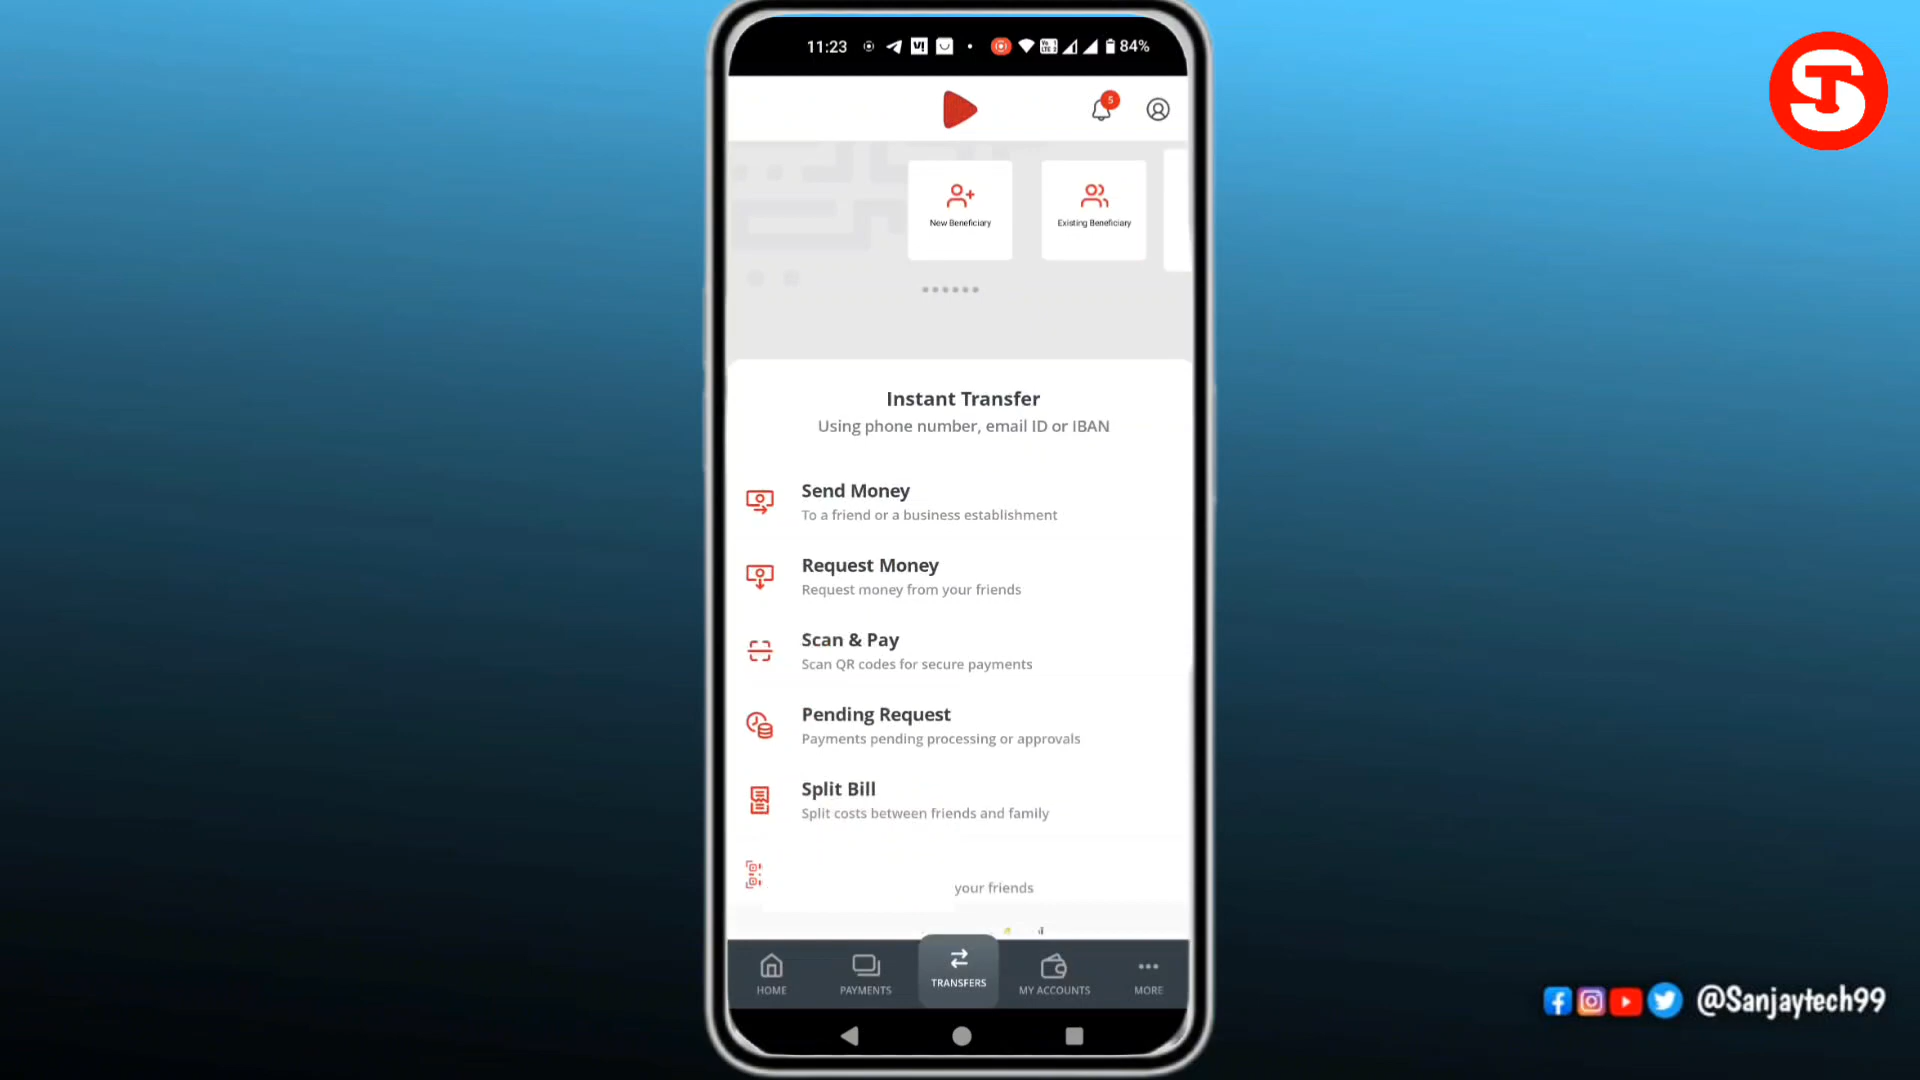 11:23
84%
5
New Beneficiary
Existing Beneficiary
Instant Transfer
Using phone number, email ID or IBAN
Send Money
To a friend or a business establishment
Request Money
Request money from your friends
Scan & Pay
Scan QR codes for secure payments
Pending Request
Payments pending processing or approvals
Split Bill
Split costs between friends and family
your friends
HOME
PAYMENTS
TRANSFERS
MY ACCOUNTS
MORE
@Sanjaytech99